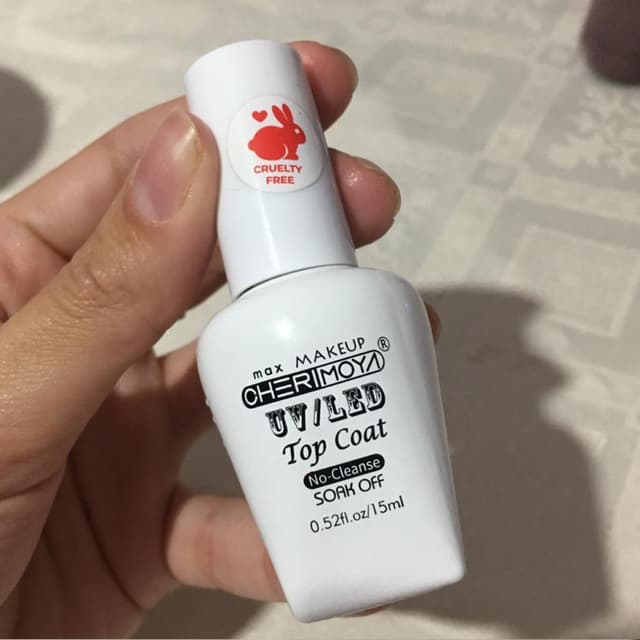 CRUELTY
FREE
max MAKEUP
CHERIMOYA®
UV/LED
Top Coat
No-Cleanse
SOAK OFF
0.52fl.oz/15ml